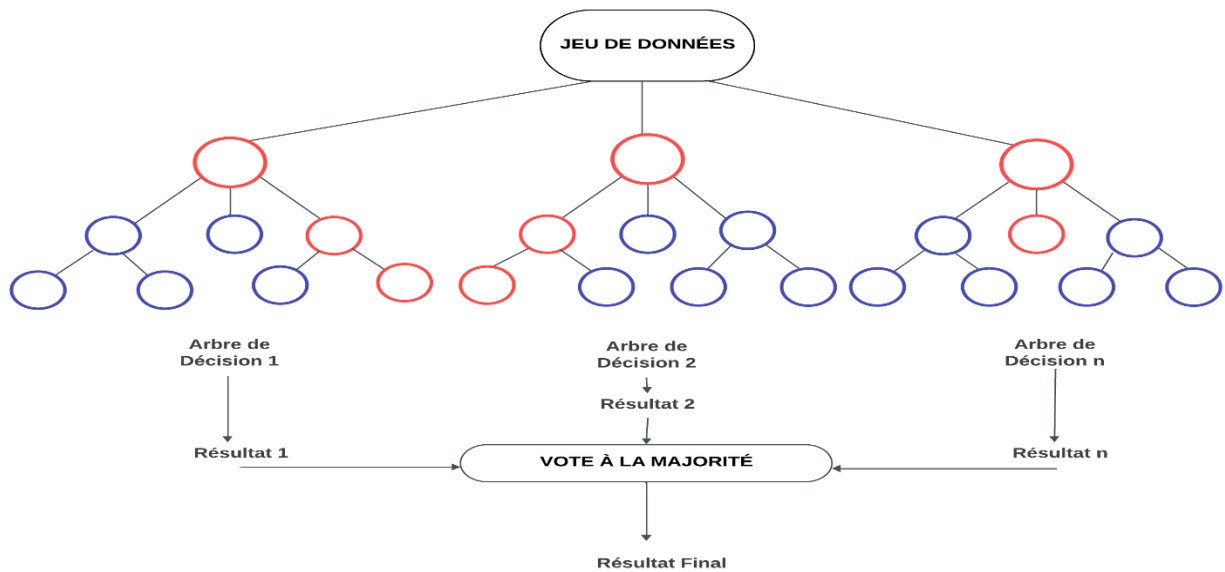 JEU DE DONNÉES
Arbre de
Décision 1
Arbre de
Décision 2
Arbre de
Décision n
Résultat 2
Résultat 1
VOTE À LA MAJORITÉ
Résultat n
Résultat Final